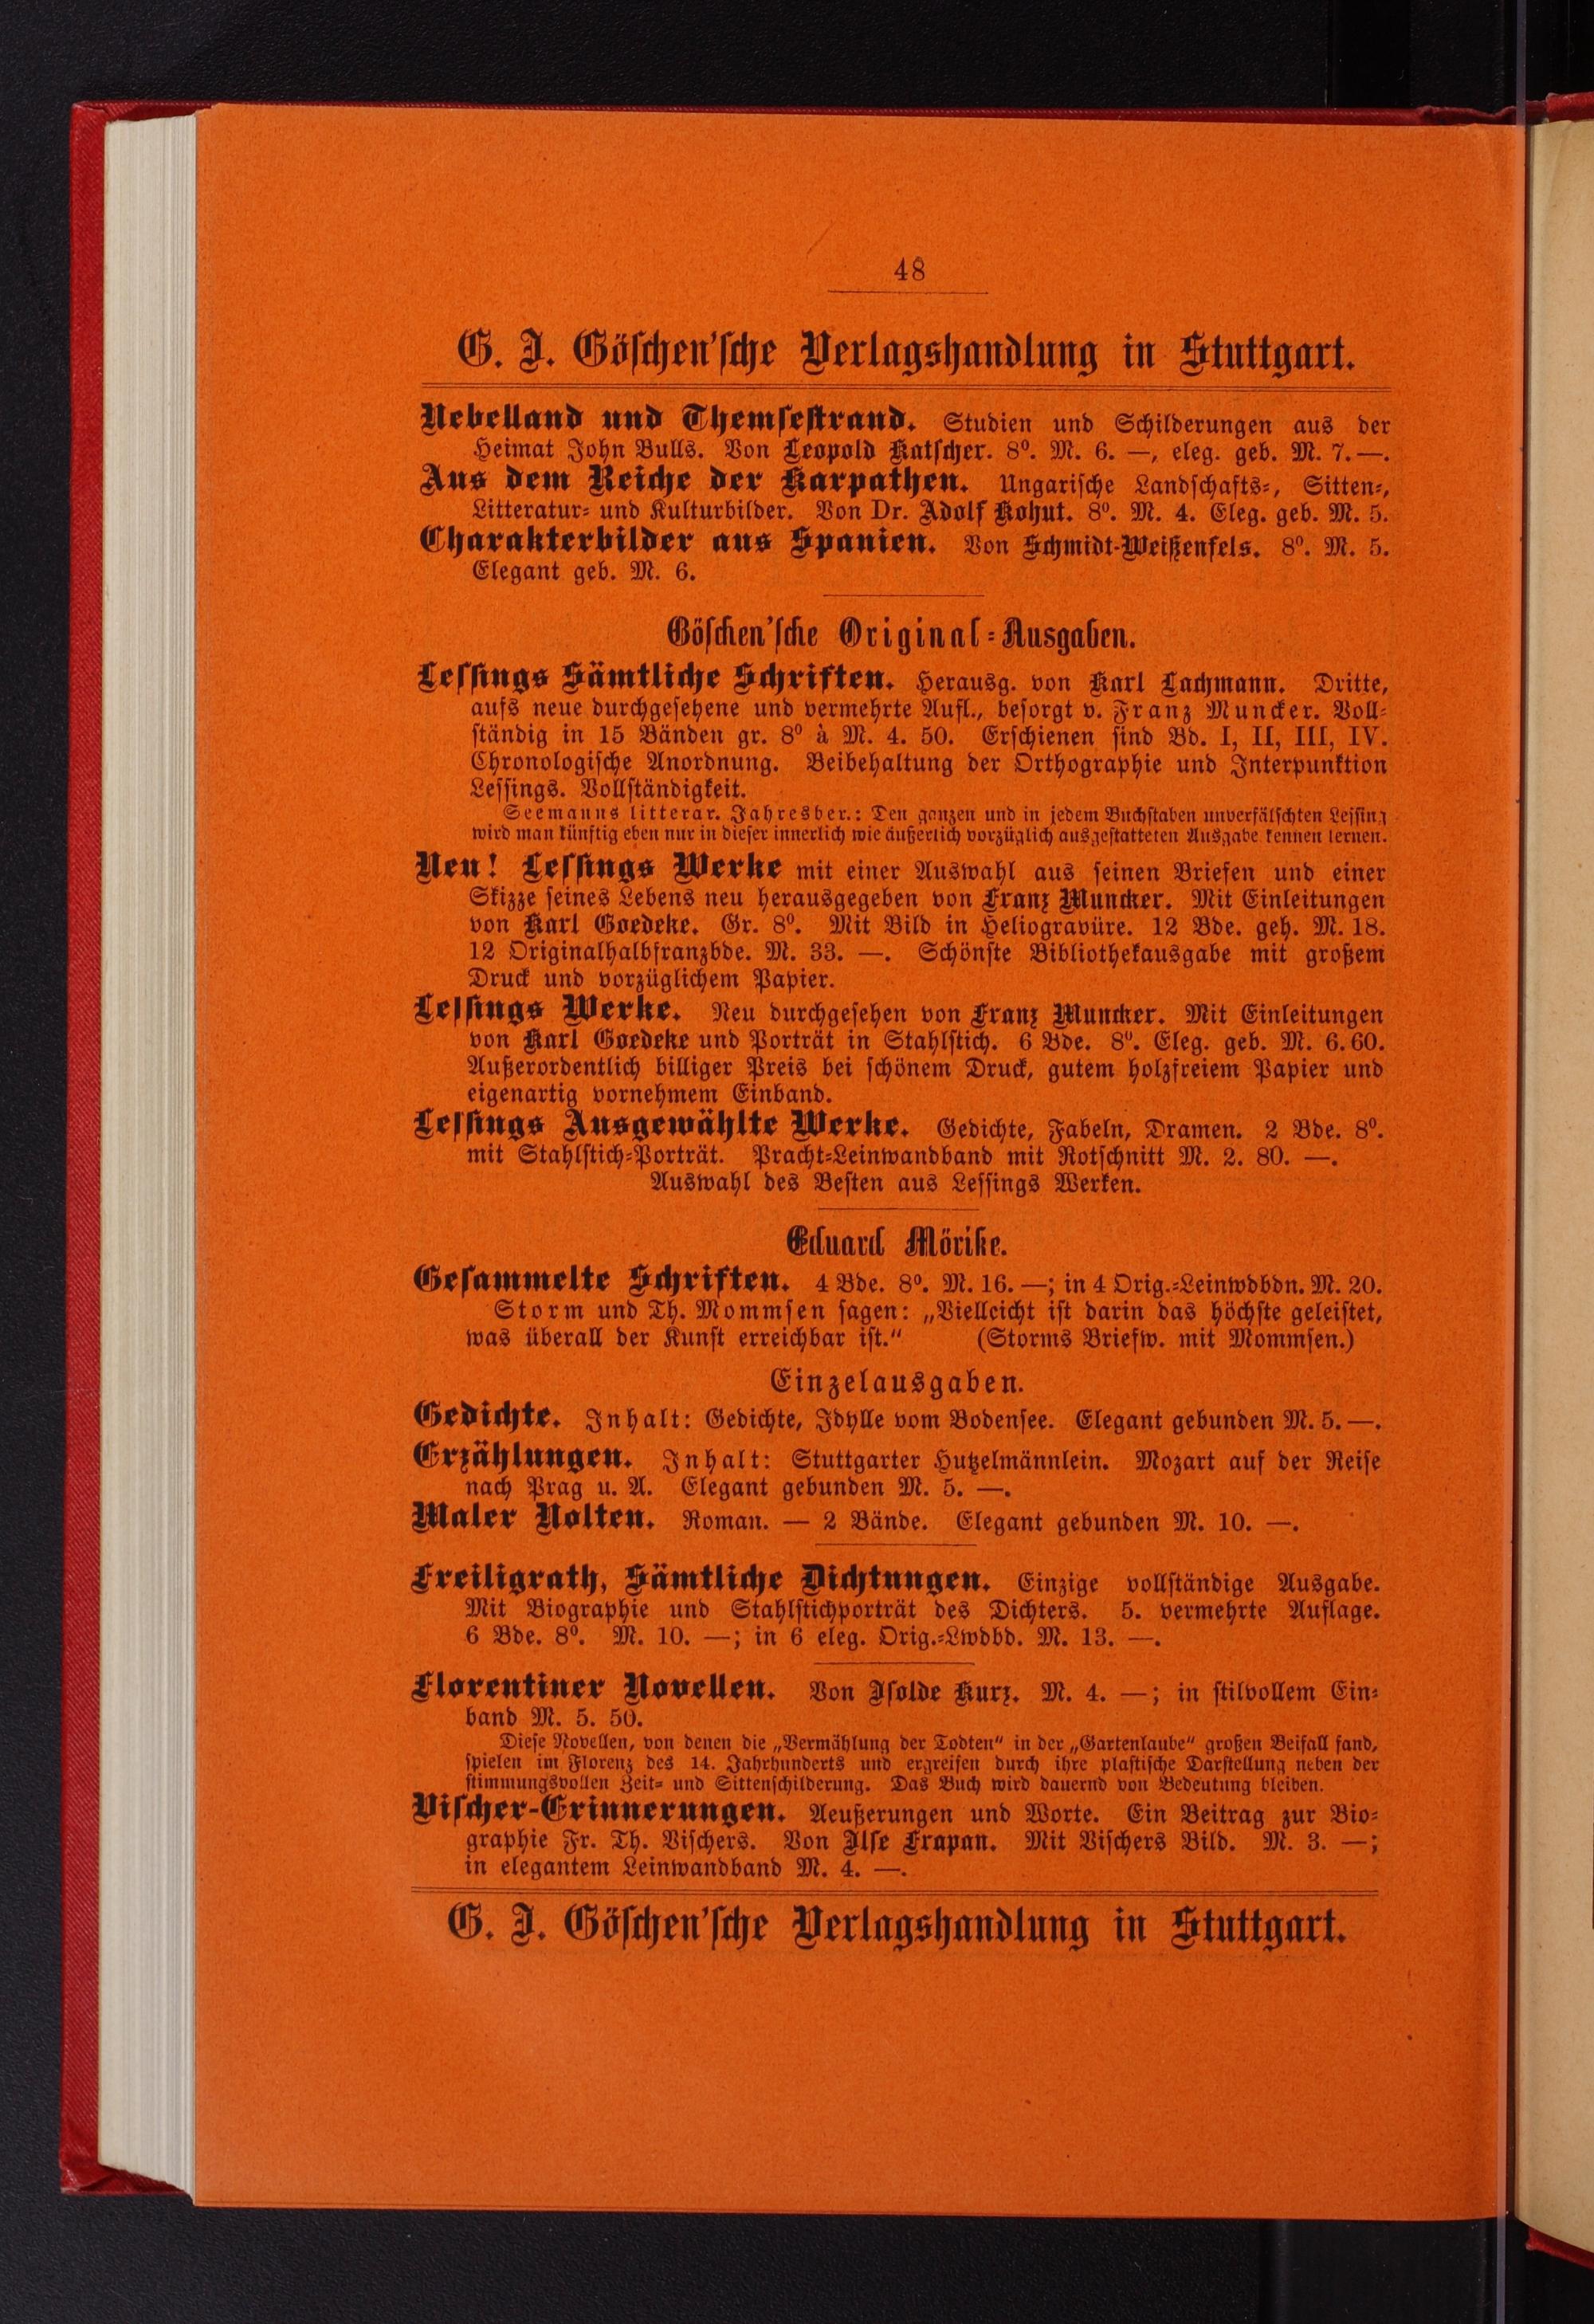 48
G. J. Göschen'sche Verlagshandlung in Stuttgart.
Nebelland und Themsestrand. Studien und Schilderungen aus der
Heimat John Bulls. Von Leopold Katscher. 8⁰. M. 6. —, eleg. geb. M. 7. —.
Aus dem Reiche der Karpathen. Ungarische Landschafts-, Sitten-,
Litteratur- und Kulturbilder. Von Dr. Adolf Kohut. 8⁰. M. 4. Eleg. geb. M. 5.
Charakterbilder aus Spanien. Von Schmidt-Weißenfels. 8⁰. M. 5.
Elegant geb. M. 6.
Göschen'sche Original-Ausgaben.
Lessings Sämtliche Schriften. Herausg. von Karl Lachmann. Dritte,
aufs neue durchgesehene und vermehrte Aufl., besorgt v. Franz Muncker. Voll-
ständig in 15 Bänden gr. 8⁰ à M. 4. 50. Erschienen sind Bd. I, II, III, IV.
Chronologische Anordnung. Beibehaltung der Orthographie und Interpunktion
Lessings. Vollständigkeit.
Seemanns litterar. Jahresber.: Den ganzen und in jedem Buchstaben unverfälschten Lessing
wird man künftig eben nur in dieser innerlich wie äußerlich vorzüglich ausgestatteten Ausgabe kennen lernen.
Neu! Lessings Werke mit einer Auswahl aus seinen Briefen und einer
Skizze seines Lebens neu herausgegeben von Franz Muncker. Mit Einleitungen
von Karl Goedeke. Gr. 8⁰. Mit Bild in Heliogravüre. 12 Bde. geh. M. 18.
12 Originalhalbfranzbde. M. 33. —. Schönste Bibliothekausgabe mit großem
Druck und vorzüglichem Papier.
Lessings Werke. Neu durchgesehen von Franz Muncker. Mit Einleitungen
von Karl Goedeke und Porträt in Stahlstich. 6 Bde. 8⁰. Eleg. geb. M. 6. 60.
Außerordentlich billiger Preis bei schönem Druck, gutem holzfreiem Papier und
eigenartig vornehmem Einband.
Lessings Ausgewählte Werke. Gedichte, Fabeln, Dramen. 2 Bde. 8⁰.
mit Stahlstich-Porträt. Pracht-Leinwandband mit Rotschnitt M. 2. 80. —.
Auswahl des Besten aus Lessings Werken.
Eduard Mörike.
Gesammelte Schriften. 4 Bde. 8⁰. M. 16. —; in 4 Orig.-Leinwdbdn. M. 20.
Storm und Th. Mommsen sagen: „Vielleicht ist darin das höchste geleistet,
was überall der Kunst erreichbar ist.“ (Storms Briefw. mit Mommsen.)
Einzelausgaben.
Gedichte. Inhalt: Gedichte, Idylle vom Bodensee. Elegant gebunden M. 5. —.
Erzählungen. Inhalt: Stuttgarter Hutzelmännlein. Mozart auf der Reise
nach Prag u. A. Elegant gebunden M. 5. —.
Maler Nolten. Roman. — 2 Bände. Elegant gebunden M. 10. —.
Freiligrath, Sämtliche Dichtungen. Einzige vollständige Ausgabe.
Mit Biographie und Stahlstichporträt des Dichters. 5. vermehrte Auflage.
6 Bde. 8⁰. M. 10. —; in 6 eleg. Orig.-Lwdbd. M. 13. —.
Florentiner Novellen. Von Isolde Kurz. M. 4. —; in stilvollem Ein-
band M. 5. 50.
Diese Novellen, von denen die „Vermählung der Todten“ in der „Gartenlaube“ großen Beifall fand,
spielen im Florenz des 14. Jahrhunderts und ergreifen durch ihre plastische Darstellung neben der
stimmungsvollen Zeit- und Sittenschilderung. Das Buch wird dauernd von Bedeutung bleiben.
Vischer-Erinnerungen. Aeußerungen und Worte. Ein Beitrag zur Bio-
graphie Fr. Th. Vischers. Von Ilse Frapan. Mit Vischers Bild. M. 3. —;
in elegantem Leinwandband M. 4. —.
G. J. Göschen'sche Verlagshandlung in Stuttgart.